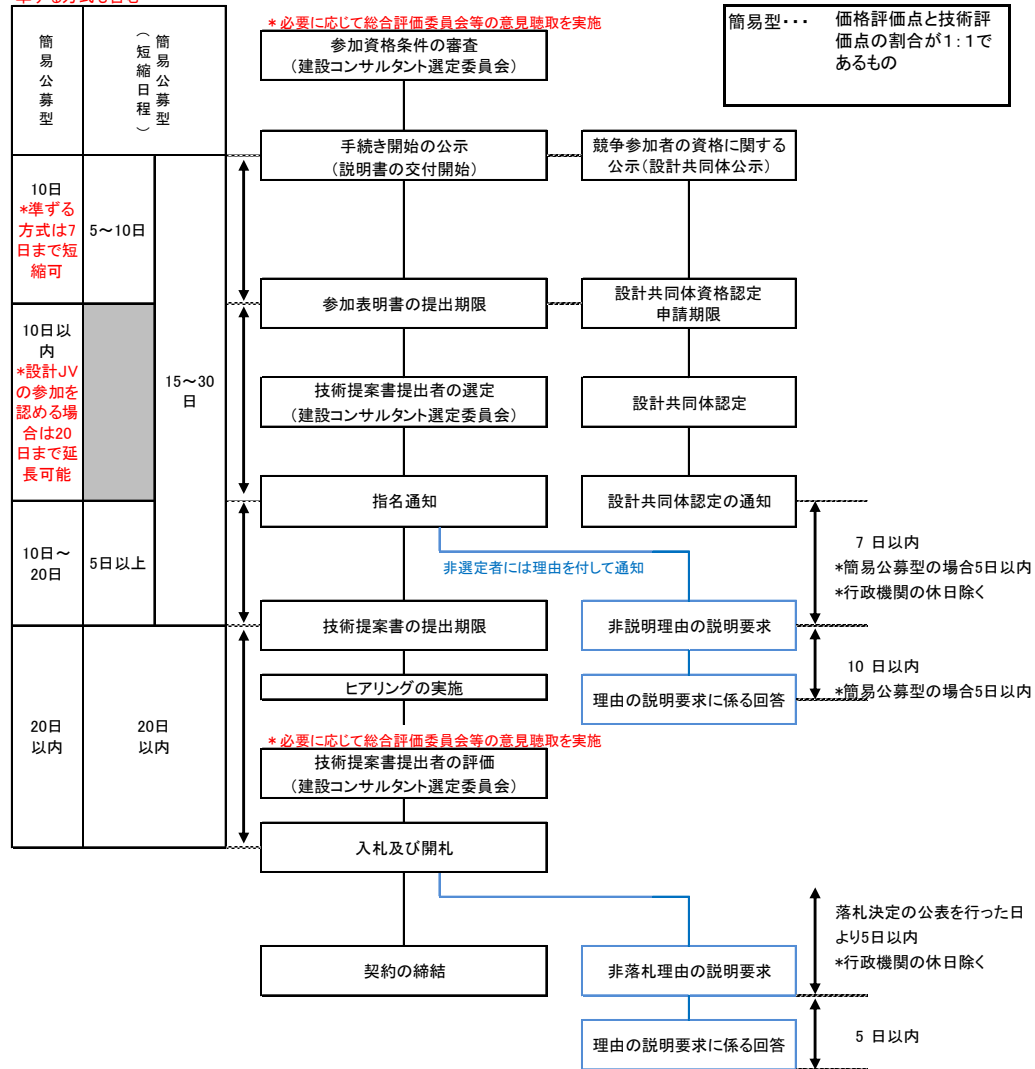 ＊必要に応じて総合評価委員会等の意見聴取を実施
簡易型・・・ 価格評価点と技術評
価点の割合が１：１で
あるもの
簡易公募型
簡易公募型
（短縮日程）
参加資格条件の審査
（建設コンサルタント選定委員会）
手続き開始の公示
（説明書の交付開始）
競争参加者の資格に関する
公示（設計共同体公示）
10日
*準ずる
方式は7
日まで短
縮可
5～10日
参加表明書の提出期限
設計共同体資格認定
申請期限
10日以
内
*設計JV
の参加を
認める場
合は20
日まで延
長可能
15～30
日
技術提案書提出者の選定
（建設コンサルタント選定委員会）
設計共同体認定
指名通知
設計共同体認定の通知
10日～
20日
5日以上
非選定者には理由を付して通知
7 日以内
*簡易公募型の場合5日以内
*行政機関の休日除く
技術提案書の提出期限
非説明理由の説明要求
ヒアリングの実施
理由の説明要求に係る回答
10 日以内
*簡易公募型の場合5日以内
20日
以内
20日
以内
＊必要に応じて総合評価委員会等の意見聴取を実施
技術提案書提出者の評価
（建設コンサルタント選定委員会）
入札及び開札
落札決定の公表を行った日
より5日以内
*行政機関の休日除く
契約の締結
非落札理由の説明要求
理由の説明要求に係る回答
5 日以内